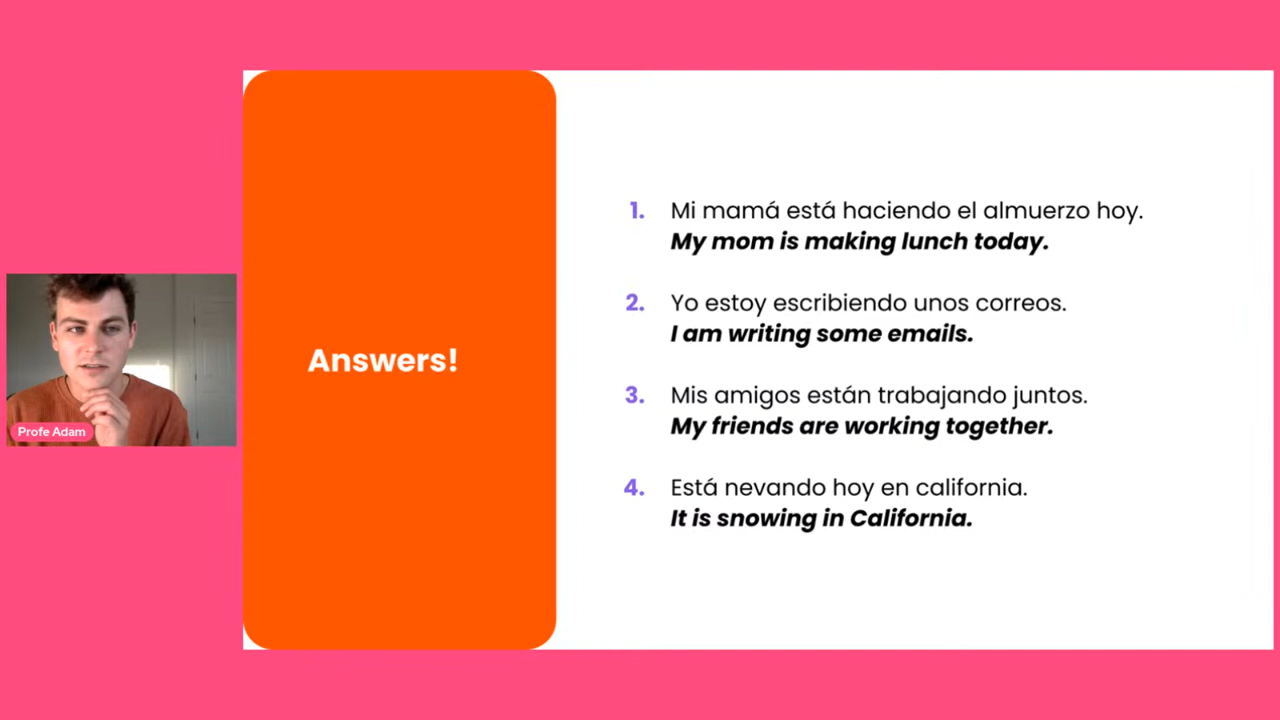 Answers!
1. Mi mamá está haciendo el almuerzo hoy.
My mom is making lunch today.
2. Yo estoy escribiendo unos correos.
I am writing some emails.
3. Mis amigos están trabajando juntos.
My friends are working together.
4. Está nevando hoy en california.
It is snowing in California.
Profe Adam